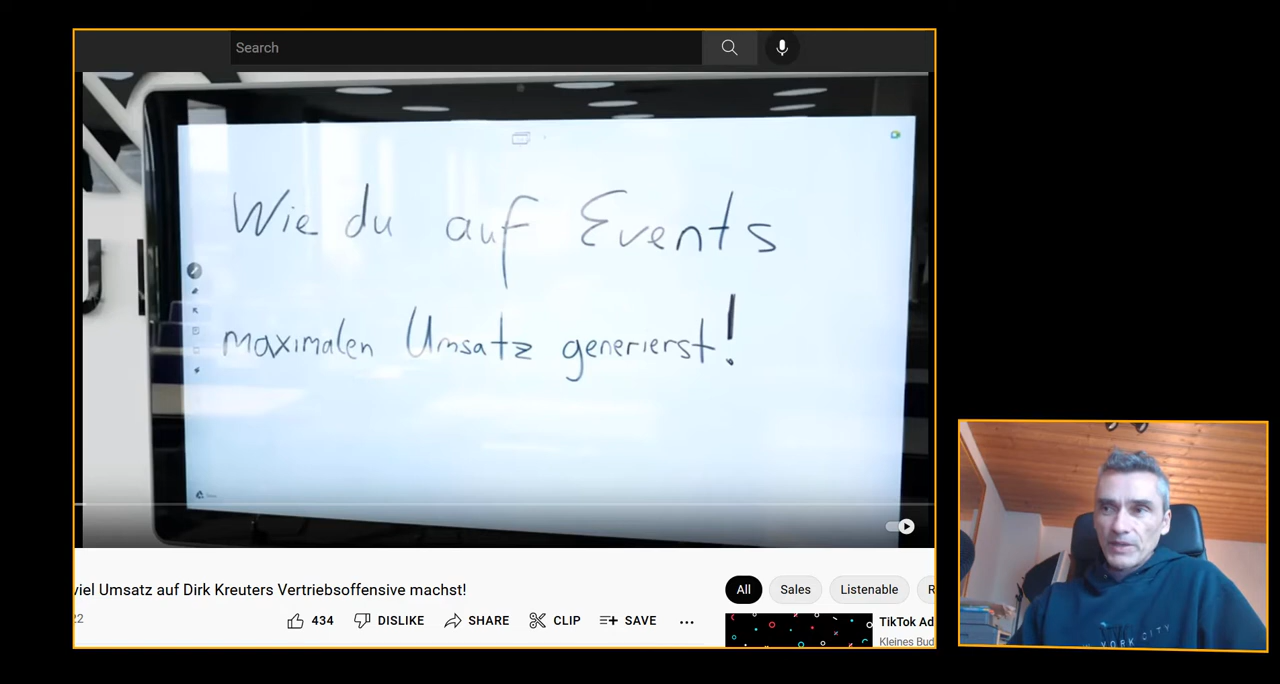 Search
Wie du auf Events
maximalen Umsatz generierst!
viel Umsatz auf Dirk Kreuters Vertriebsoffensive machst!
22
434
DISLIKE
SHARE
CLIP
SAVE
All
Sales
Listenable
R
TikTok Ad
Kleines Bud
YORK CITY